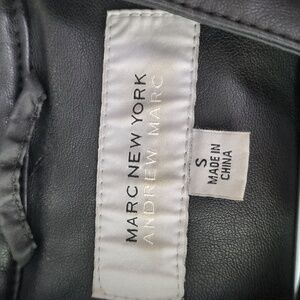 MARC NEW YORK
ANDREW MARC
S
MADE IN
CHINA